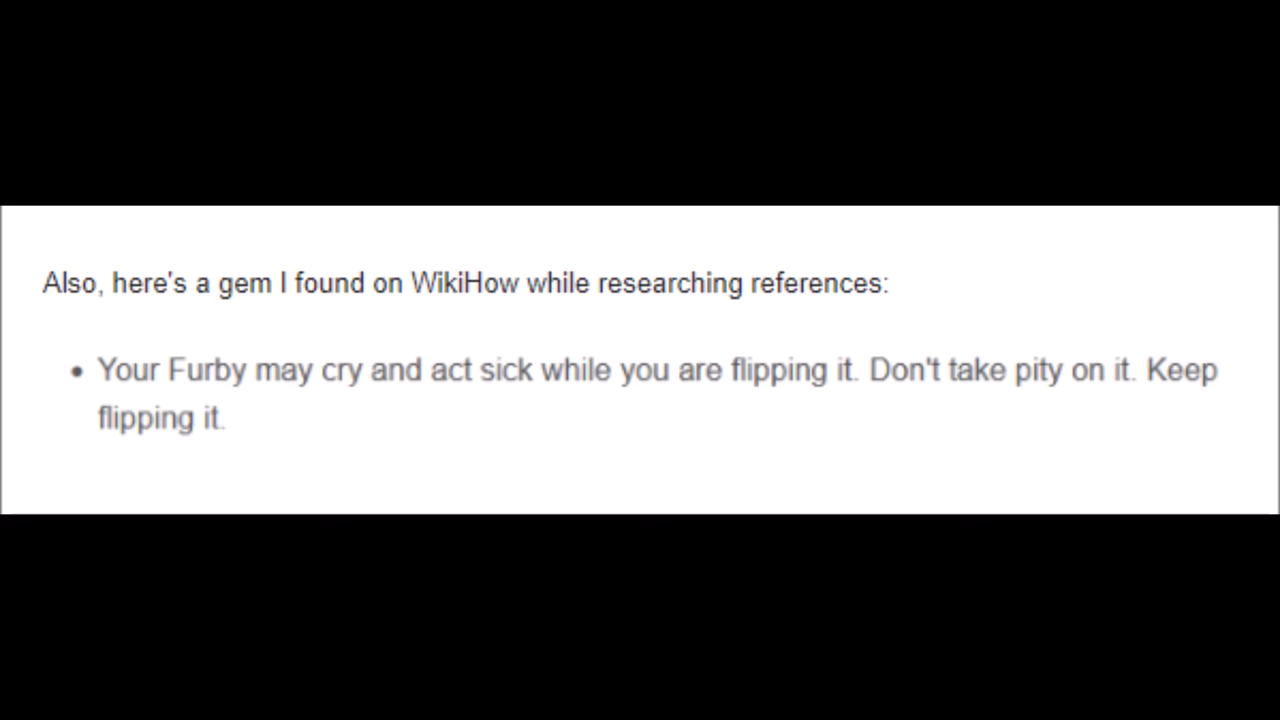 Also, here's a gem I found on WikiHow while researching references:
• Your Furby may cry and act sick while you are flipping it. Don't take pity on it. Keep
flipping it.